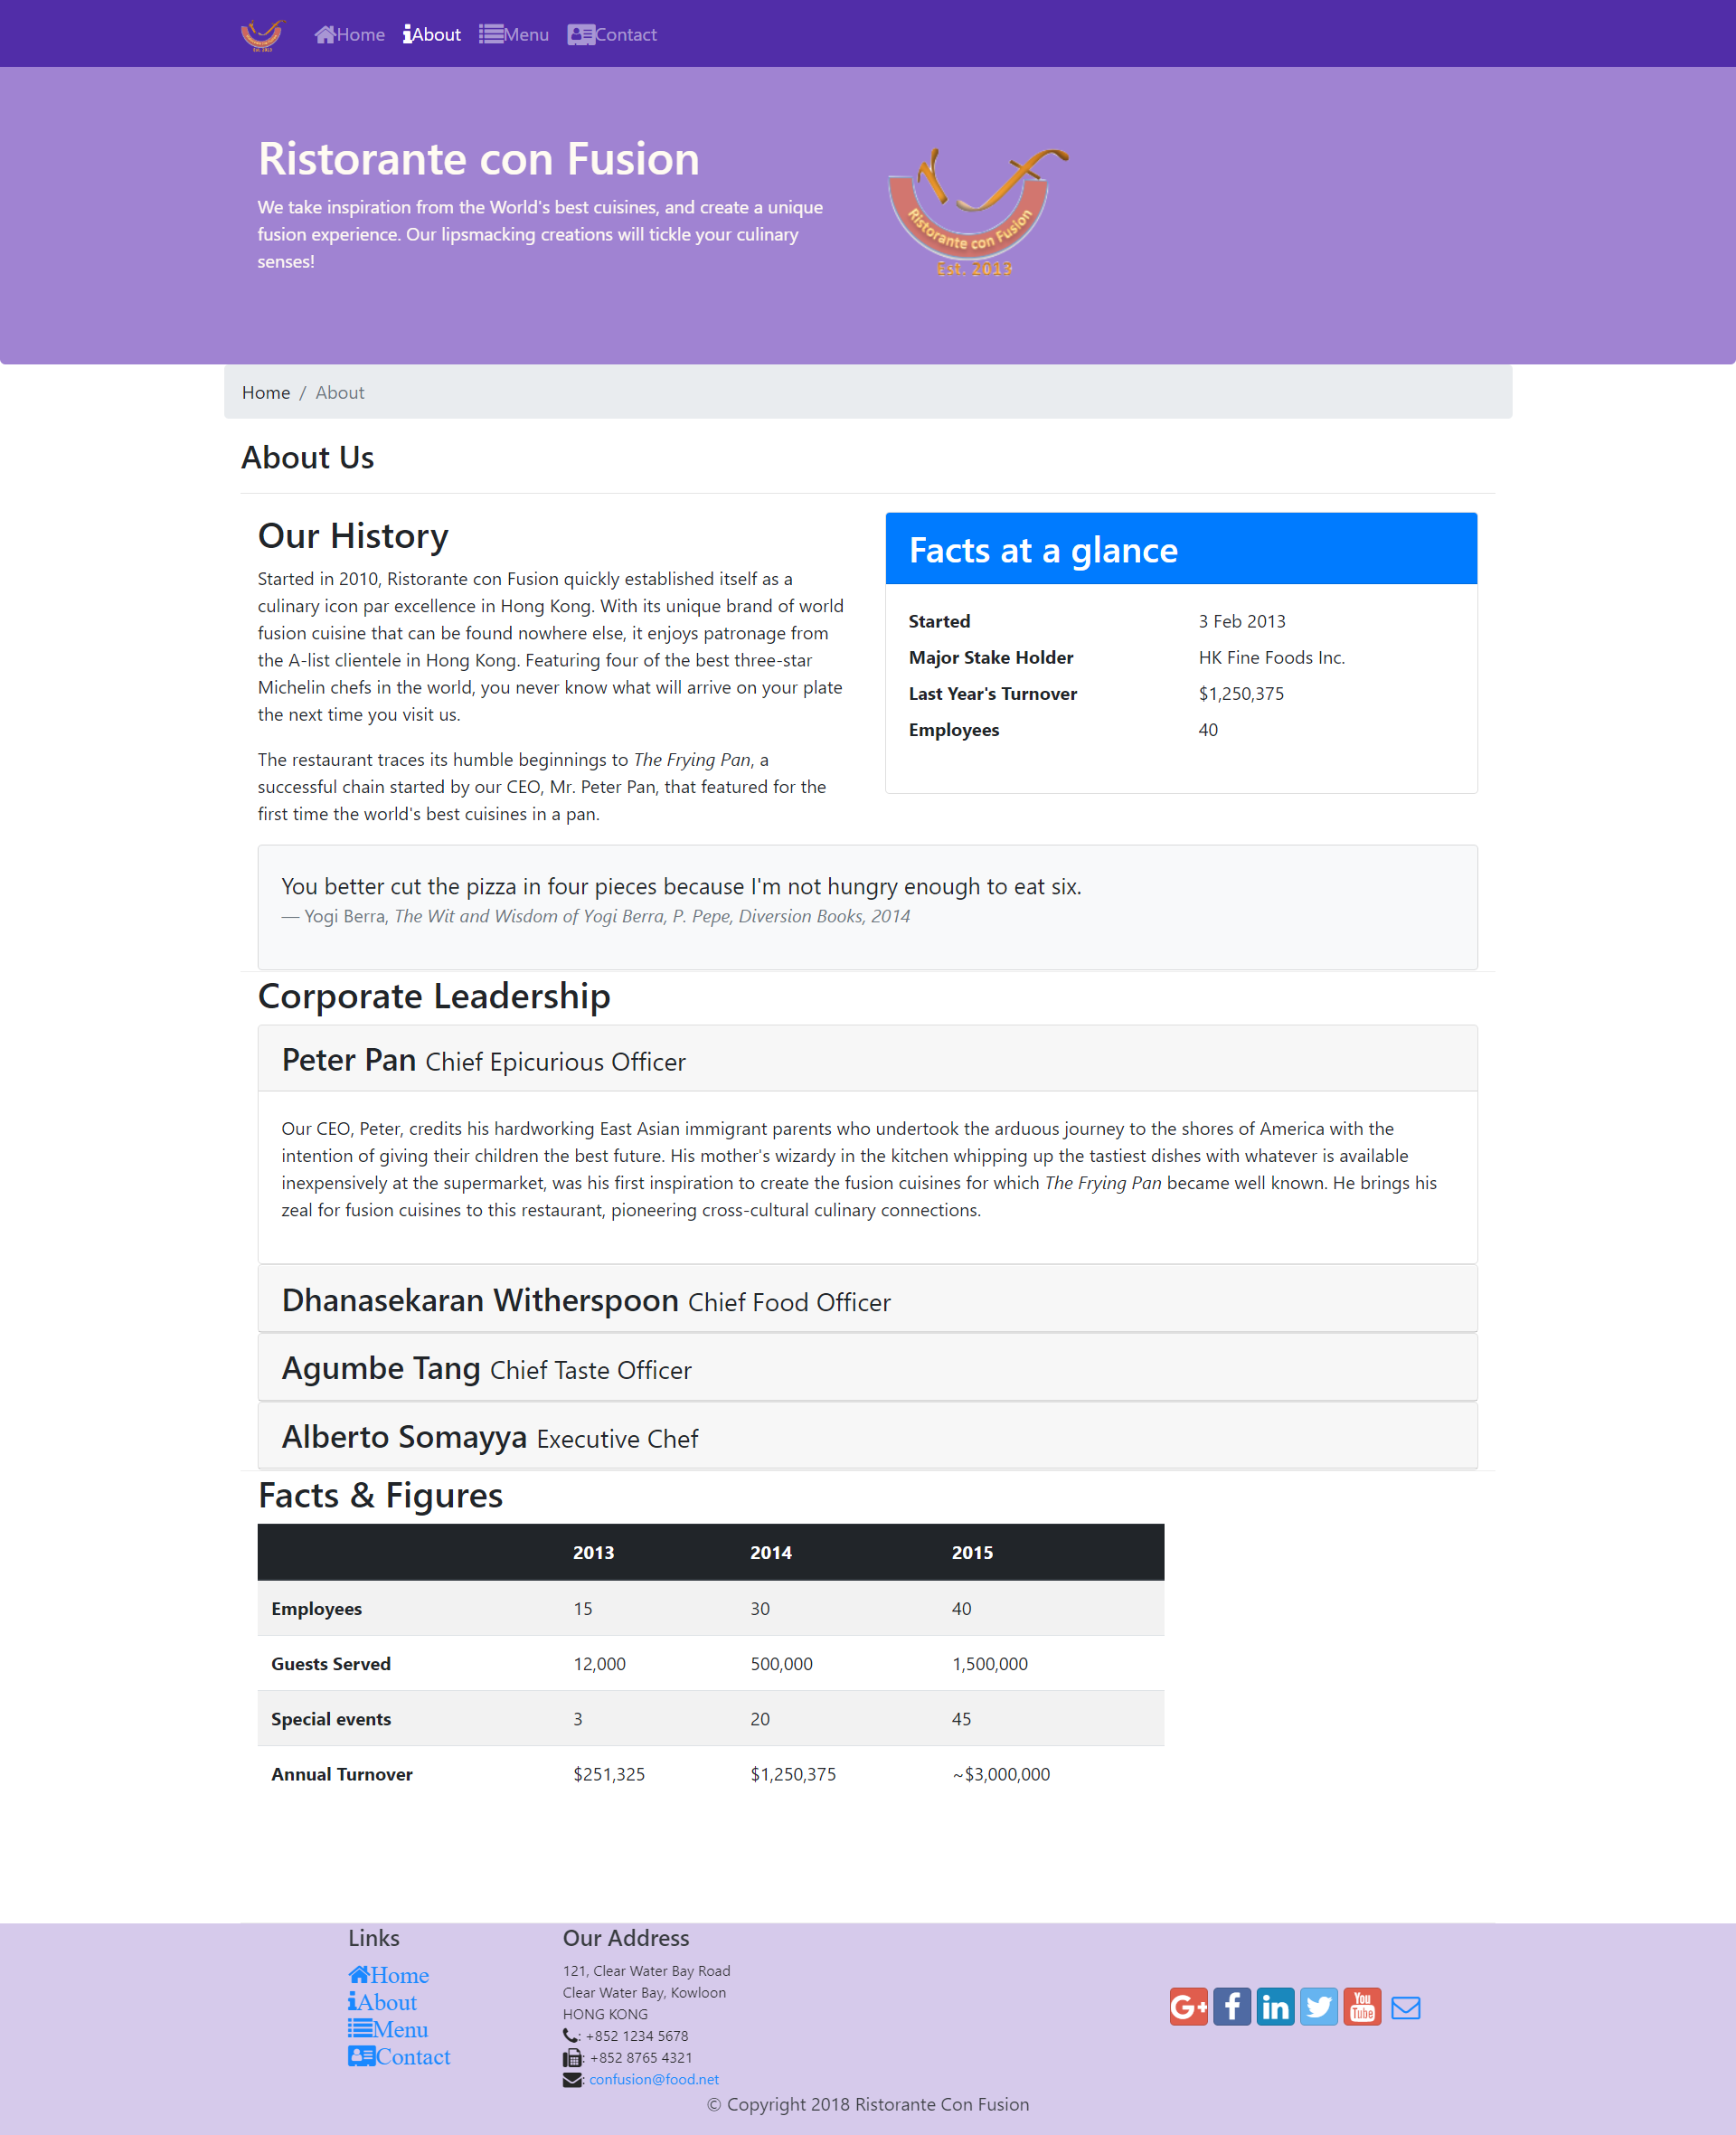 Est. 2013
Home About Menu Contact
Ristorante con Fusion
We take inspiration from the World's best cuisines, and create a unique
fusion experience. Our lipsmacking creations will tickle your culinary
senses!
Ristorante con Fusion
Est. 2013
Home / About
About Us
Our History
Started in 2010, Ristorante con Fusion quickly established itself as a
culinary icon par excellence in Hong Kong. With its unique brand of world
fusion cuisine that can be found nowhere else, it enjoys patronage from
the A-list clientele in Hong Kong. Featuring four of the best three-star
Michelin chefs in the world, you never know what will arrive on your plate
the next time you visit us.
The restaurant traces its humble beginnings to The Frying Pan, a
successful chain started by our CEO, Mr. Peter Pan, that featured for the
first time the world's best cuisines in a pan.
Facts at a glance
Started 3 Feb 2013
Major Stake Holder HK Fine Foods Inc.
Last Year's Turnover $1,250,375
Employees 40
You better cut the pizza in four pieces because I'm not hungry enough to eat six.
— Yogi Berra, The Wit and Wisdom of Yogi Berra, P. Pepe, Diversion Books, 2014
Corporate Leadership
Peter Pan Chief Epicurious Officer
Our CEO, Peter, credits his hardworking East Asian immigrant parents who undertook the arduous journey to the shores of America with the
intention of giving their children the best future. His mother's wizardy in the kitchen whipping up the tastiest dishes with whatever is available
inexpensively at the supermarket, was his first inspiration to create the fusion cuisines for which The Frying Pan became well known. He brings his
zeal for fusion cuisines to this restaurant, pioneering cross-cultural culinary connections.
Dhanasekaran Witherspoon Chief Food Officer
Agumbe Tang Chief Taste Officer
Alberto Somayya Executive Chef
Facts & Figures
2013 2014 2015
Employees 15 30 40
Guests Served 12,000 500,000 1,500,000
Special events 3 20 45
Annual Turnover $251,325 $1,250,375 ~$3,000,000
Links
Home
About
Menu
Contact
Our Address
121, Clear Water Bay Road
Clear Water Bay, Kowloon
HONG KONG
: +852 1234 5678
: +852 8765 4321
: confusion@food.net
G+ f in You Tube
© Copyright 2018 Ristorante Con Fusion